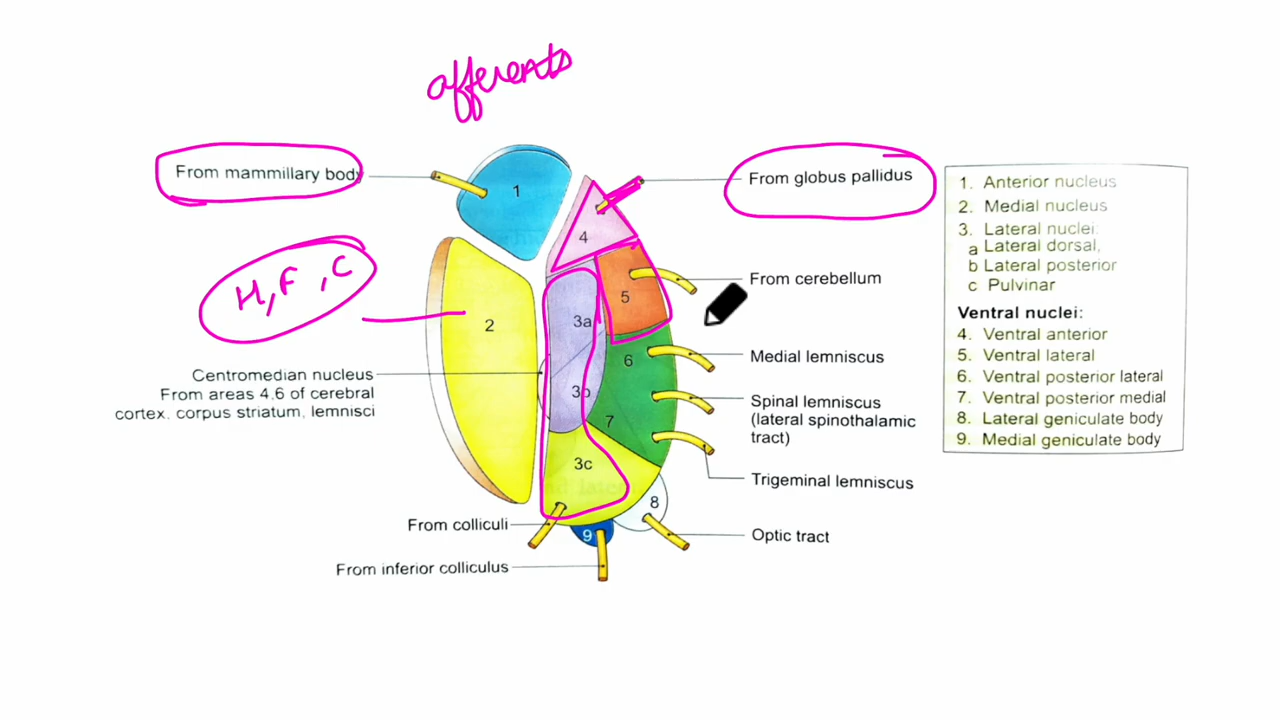 afferents
From mammillary body
From globus pallidus
H, F, C
From cerebellum
Centromedian nucleus
From areas 4.6 of cerebral
cortex. corpus striatum, lemnisci
Medial lemniscus
Spinal lemniscus
(lateral spinothalamic
tract)
Trigeminal lemniscus
From colliculi
Optic tract
From inferior colliculus
1
2
3a
3b
3c
4
5
6
7
8
9
1. Anterior nucleus
2. Medial nucleus
3. Lateral nuclei:
a Lateral dorsal,
b Lateral posterior
c Pulvinar
Ventral nuclei:
4. Ventral anterior
5. Ventral lateral
6. Ventral posterior lateral
7. Ventral posterior medial
8. Lateral geniculate body
9. Medial geniculate body